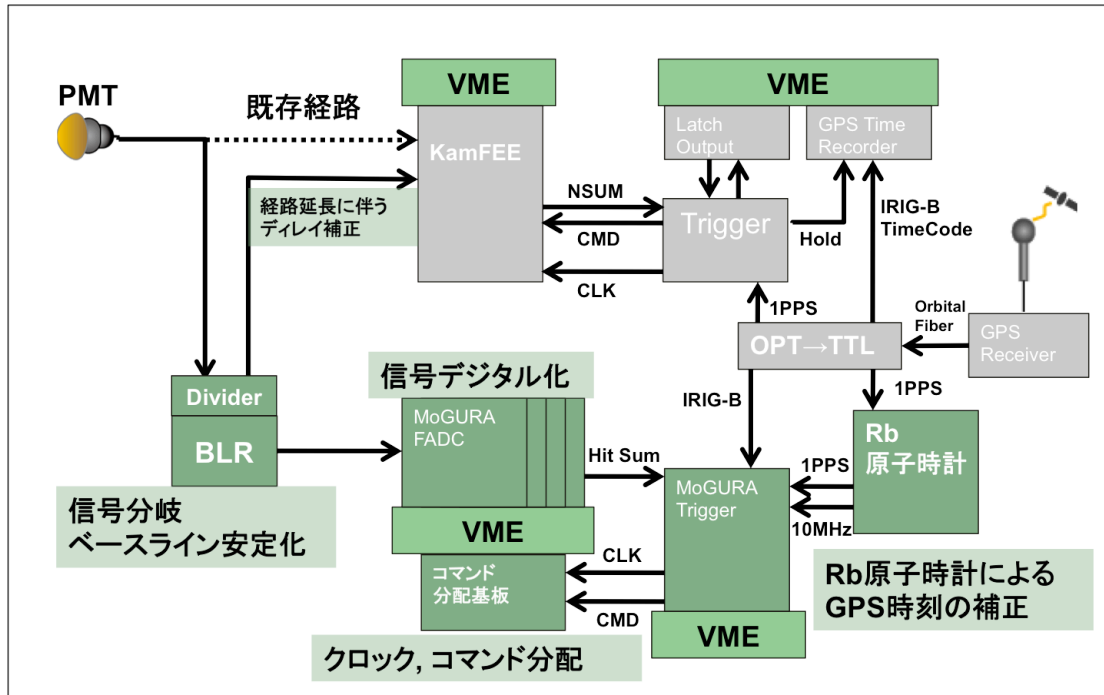 PMT
既存経路
VME
KamFEE
経路延長に伴う
ディレイ補正
NSUM
CMD
CLK
VME
Latch
Output
GPS Time
Recorder
Trigger
Hold
IRIG-B
TimeCode
1PPS
OPT→TTL
Orbital
Fiber
GPS
Receiver
Divider
BLR
信号分岐
ベースライン安定化
信号デジタル化
MoGURA
FADC
Hit Sum
VME
コマンド
分配基板
CLK
CMD
クロック, コマンド分配
IRIG-B
MoGURA
Trigger
VME
1PPS
Rb
原子時計
1PPS
10MHz
Rb原子時計による
GPS時刻の補正